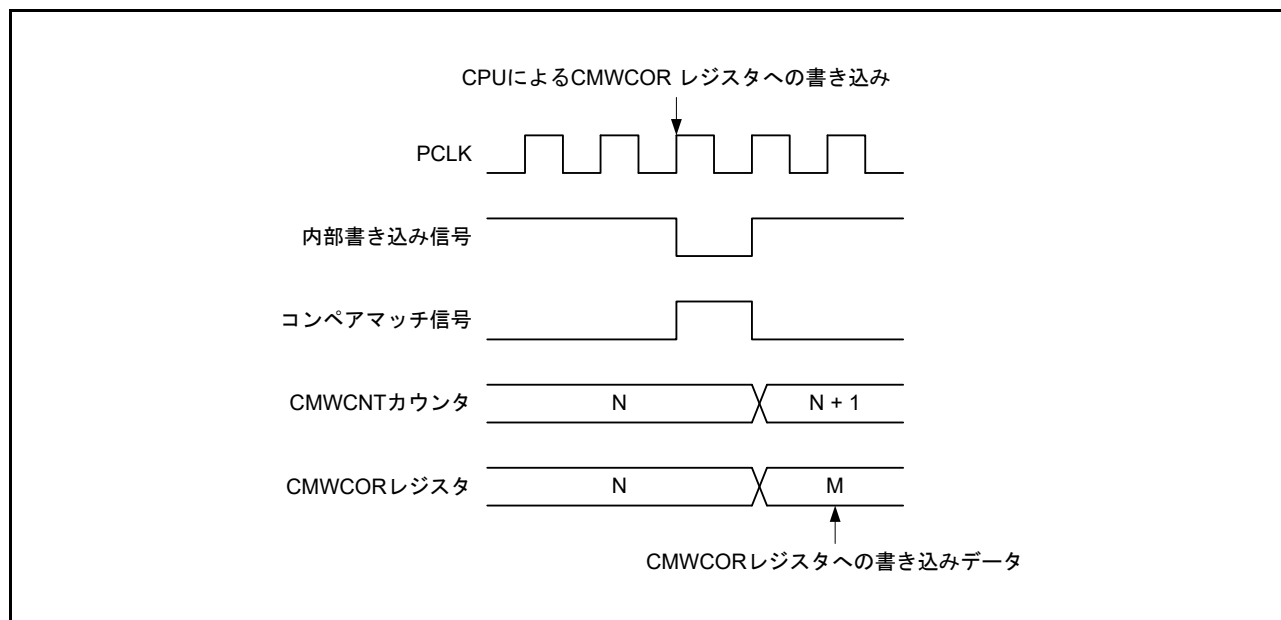 CPUによるCMWCOR レジスタへの書き込み
PCLK
内部書き込み信号
コンペアマッチ信号
CMWCNTカウンタ
N
N + 1
CMWCORレジスタ
N
M
CMWCORレジスタへの書き込みデータ